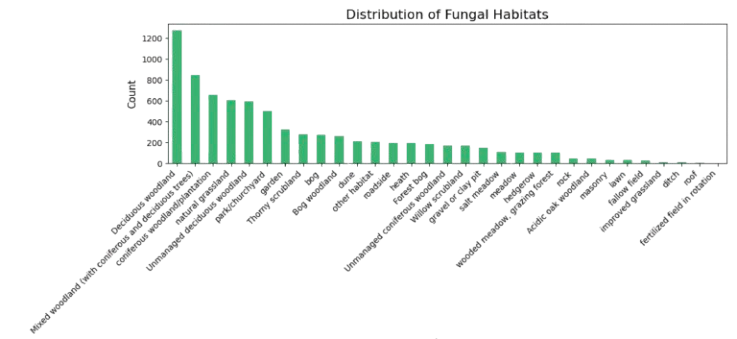 Distribution of Fungal Habitats
Count
1200
1000
800
600
400
200
0
Deciduous woodland
Mixed woodland (with coniferous and deciduous trees)
coniferous woodland/plantation
natural grassland
Unmanaged deciduous woodland
park/churchyard
garden
Thorny scrubland
bog
Bog woodland
dune
other habitat
roadside
heath
Forest bog
Unmanaged coniferous woodland
Willow scrubland
gravel or clay pit
salt meadow
meadow
hedgerow
wooded meadow, grazing forest
rock
Acidic oak woodland
masonry
lawn
fallow field
improved grassland
ditch
roof
fertilized field in rotation